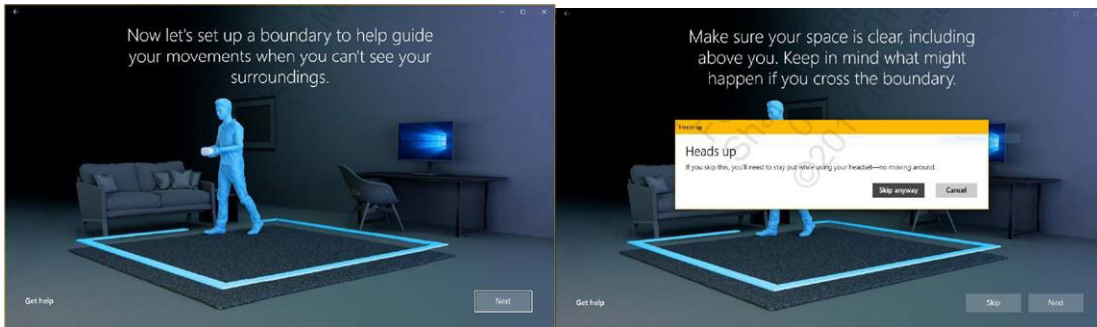 Now let's set up a boundary to help guide
your movements when you can't see your
surroundings.
Get help
Next
Make sure your space is clear, including
above you. Keep in mind what might
happen if you cross the boundary.
Heads up
Heads up
If you skip this, you'll need to stay put while using your headset—no moving around.
Skip anyway
Cancel
Get help
Skip
Next